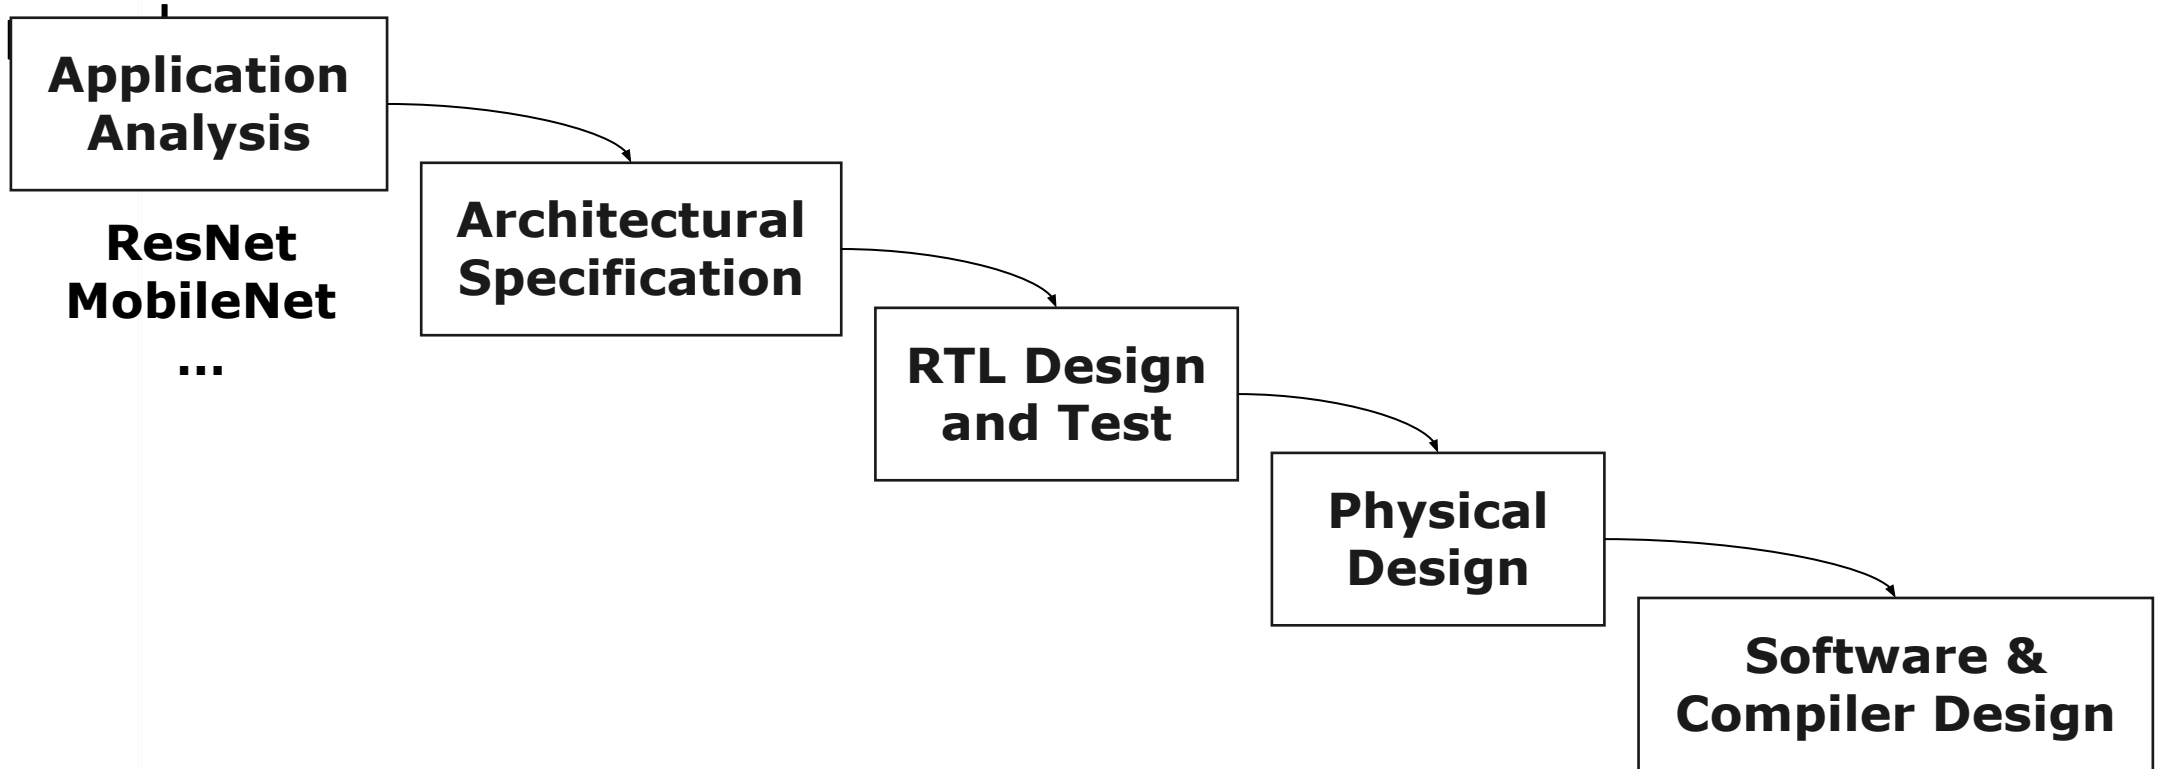 Application
Analysis
ResNet
MobileNet
...
Architectural
Specification
RTL Design
and Test
Physical
Design
Software &
Compiler Design